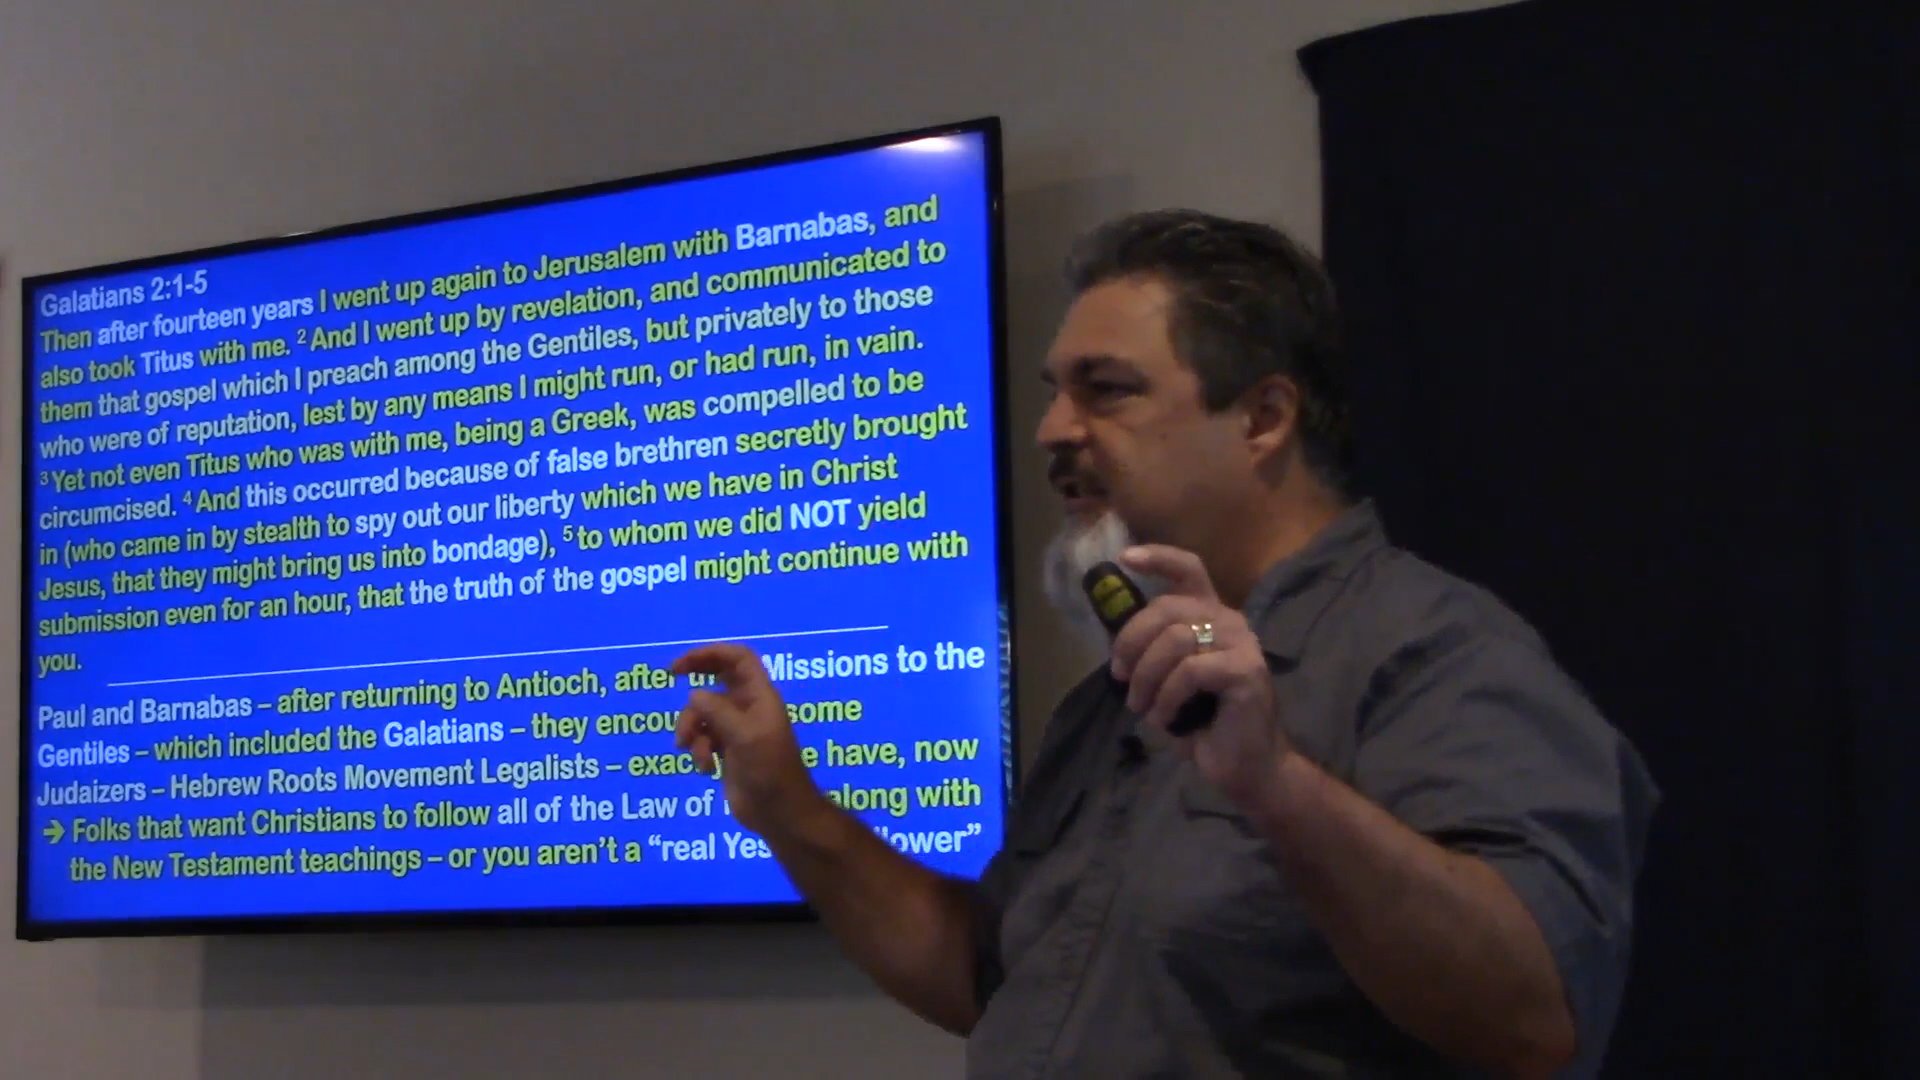 Galatians 2:1-5
Then after fourteen years I went up again to Jerusalem with Barnabas, and
also took Titus with me. 2 And I went up by revelation, and communicated to
them that gospel which I preach among the Gentiles, but privately to those
who were of reputation, lest by any means I might run, or had run, in vain.
3 Yet not even Titus who was with me, being a Greek, was compelled to be
circumcised. 4 And this occurred because of false brethren secretly brought
in (who came in by stealth to spy out our liberty which we have in Christ
Jesus, that they might bring us into bondage), 5 to whom we did NOT yield
submission even for an hour, that the truth of the gospel might continue with
you.
Paul and Barnabas – after returning to Antioch, after Missions to the
Gentiles – which included the Galatians – they some
Judaizers – Hebrew Roots Movement Legalists – have, now
➔ Folks that want Christians to follow all of the Law of along with
the New Testament teachings – or you aren't a "real